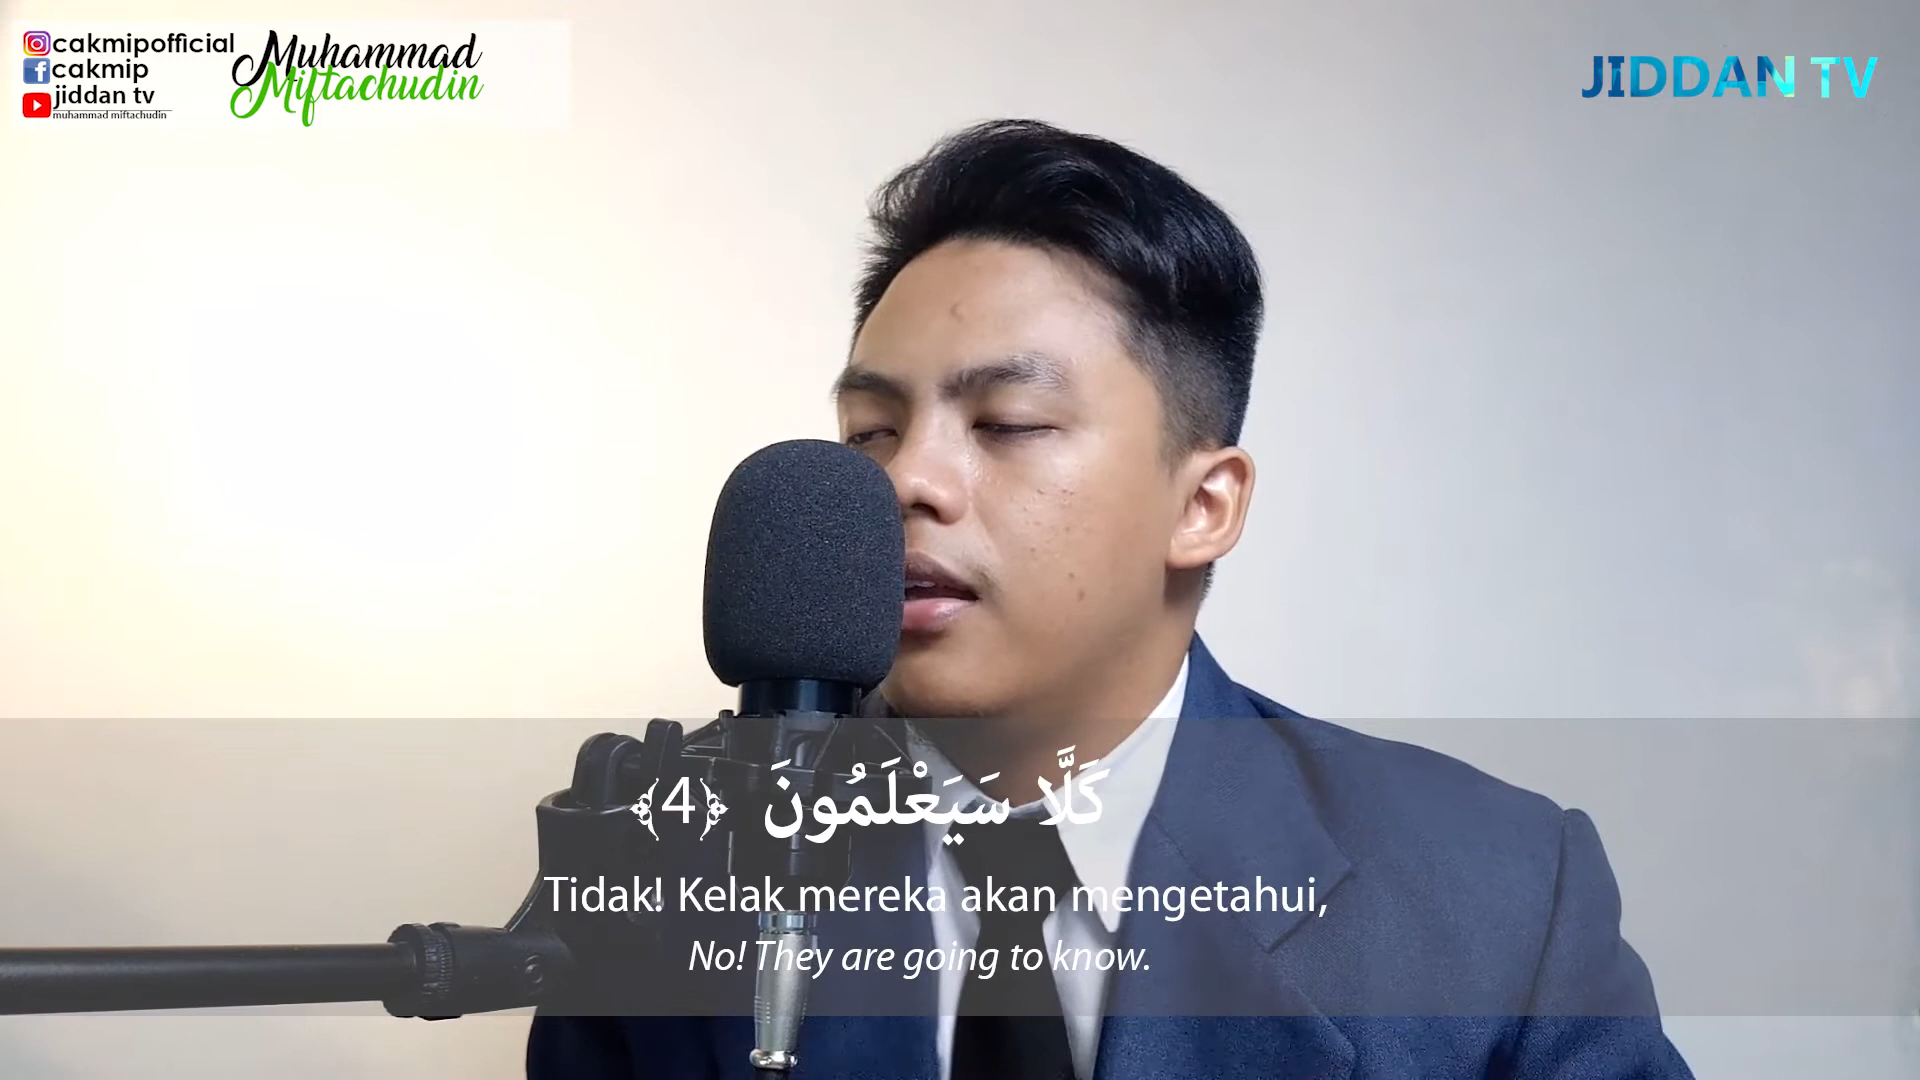 cakmipofficial
cakmip
jiddan tv
muhammad miftachudin
Muhammad
Miftachudin
JIDDAN TV
كَلَّا سَيَعْلَمُونَ ﴿4﴾
Tidak! Kelak mereka akan mengetahui,
No! They are going to know.